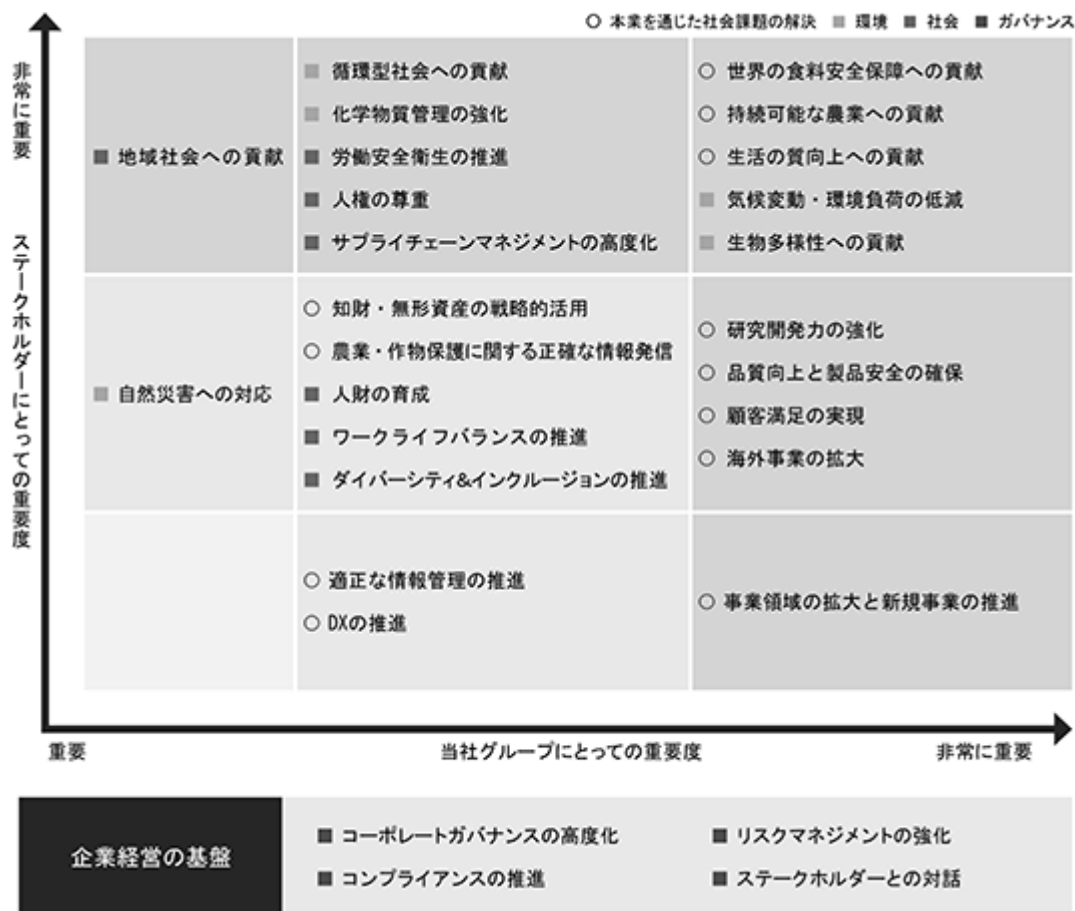 ○ 本業を通じた社会課題の解決 ■ 環境 ■ 社会 ■ ガバナンス
非常に重要
ステークホルダーにとっての重要度
■ 地域社会への貢献
■ 循環型社会への貢献
■ 化学物質管理の強化
■ 労働安全衛生の推進
■ 人権の尊重
■ サプライチェーンマネジメントの高度化
○ 世界の食料安全保障への貢献
○ 持続可能な農業への貢献
○ 生活の質向上への貢献
■ 気候変動・環境負荷の低減
■ 生物多様性への貢献
■ 自然災害への対応
○ 知財・無形資産の戦略的活用
○ 農業・作物保護に関する正確な情報発信
■ 人財の育成
■ ワークライフバランスの推進
■ ダイバーシティ&インクルージョンの推進
○ 研究開発力の強化
○ 品質向上と製品安全の確保
○ 顧客満足の実現
○ 海外事業の拡大
○ 適正な情報管理の推進
○ DXの推進
○ 事業領域の拡大と新規事業の推進
重要
当社グループにとっての重要度
非常に重要
企業経営の基盤
■ コーポレートガバナンスの高度化
■ コンプライアンスの推進
■ リスクマネジメントの強化
■ ステークホルダーとの対話